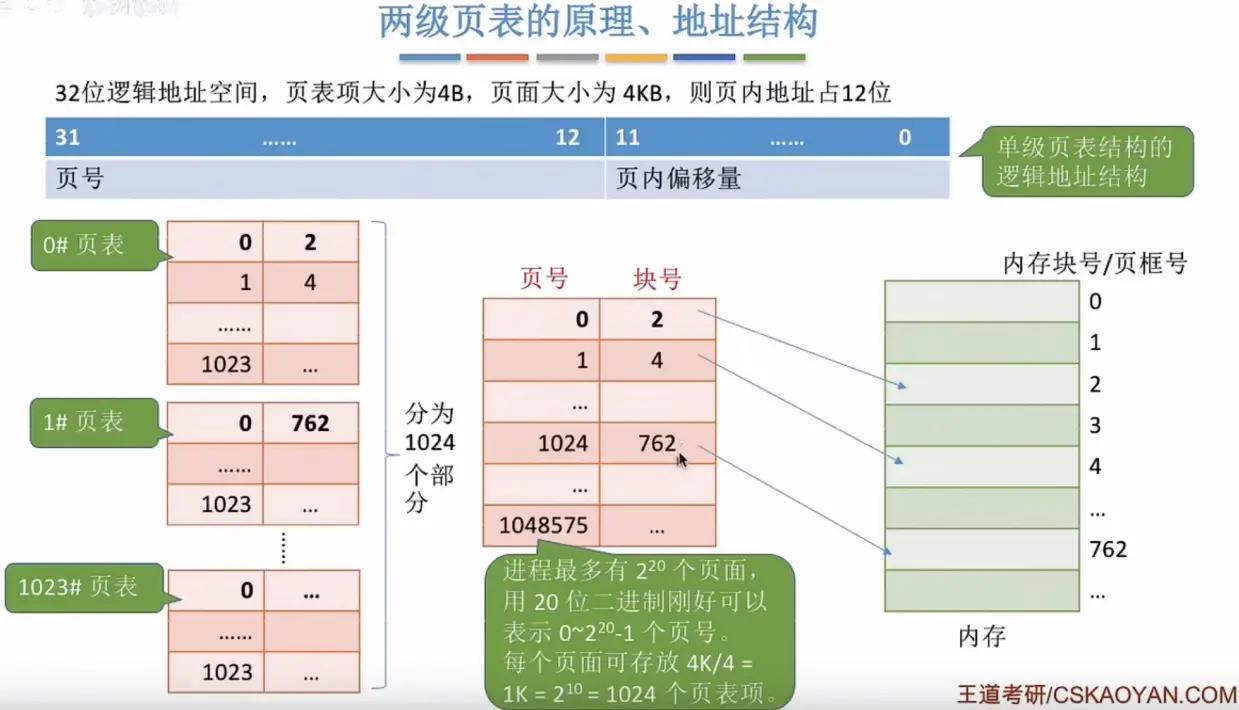 两级页表的原理、地址结构
32位逻辑地址空间，页表项大小为4B，页面大小为 4KB，则页内地址占12位
31 …… 12 11 …… 0
页号 页内偏移量
单级页表结构的
逻辑地址结构
0# 页表
0 2
1 4
……
1023 …
1# 页表
0 762
……
1023 …
1023# 页表
0 …
……
1023 …
分为
1024
个部
分
页号 块号
0 2
1 4
…
1024 762
…
1048575 …
进程最多有 2²⁰ 个页面，
用 20 位二进制刚好可以
表示 0~2²⁰-1 个页号。
每个页面可存放 4K/4 =
1K = 2¹⁰ = 1024 个页表项。
内存块号/页框号
0
1
2
3
4
…
762
…
内存
王道考研/CSKAOYAN.COM